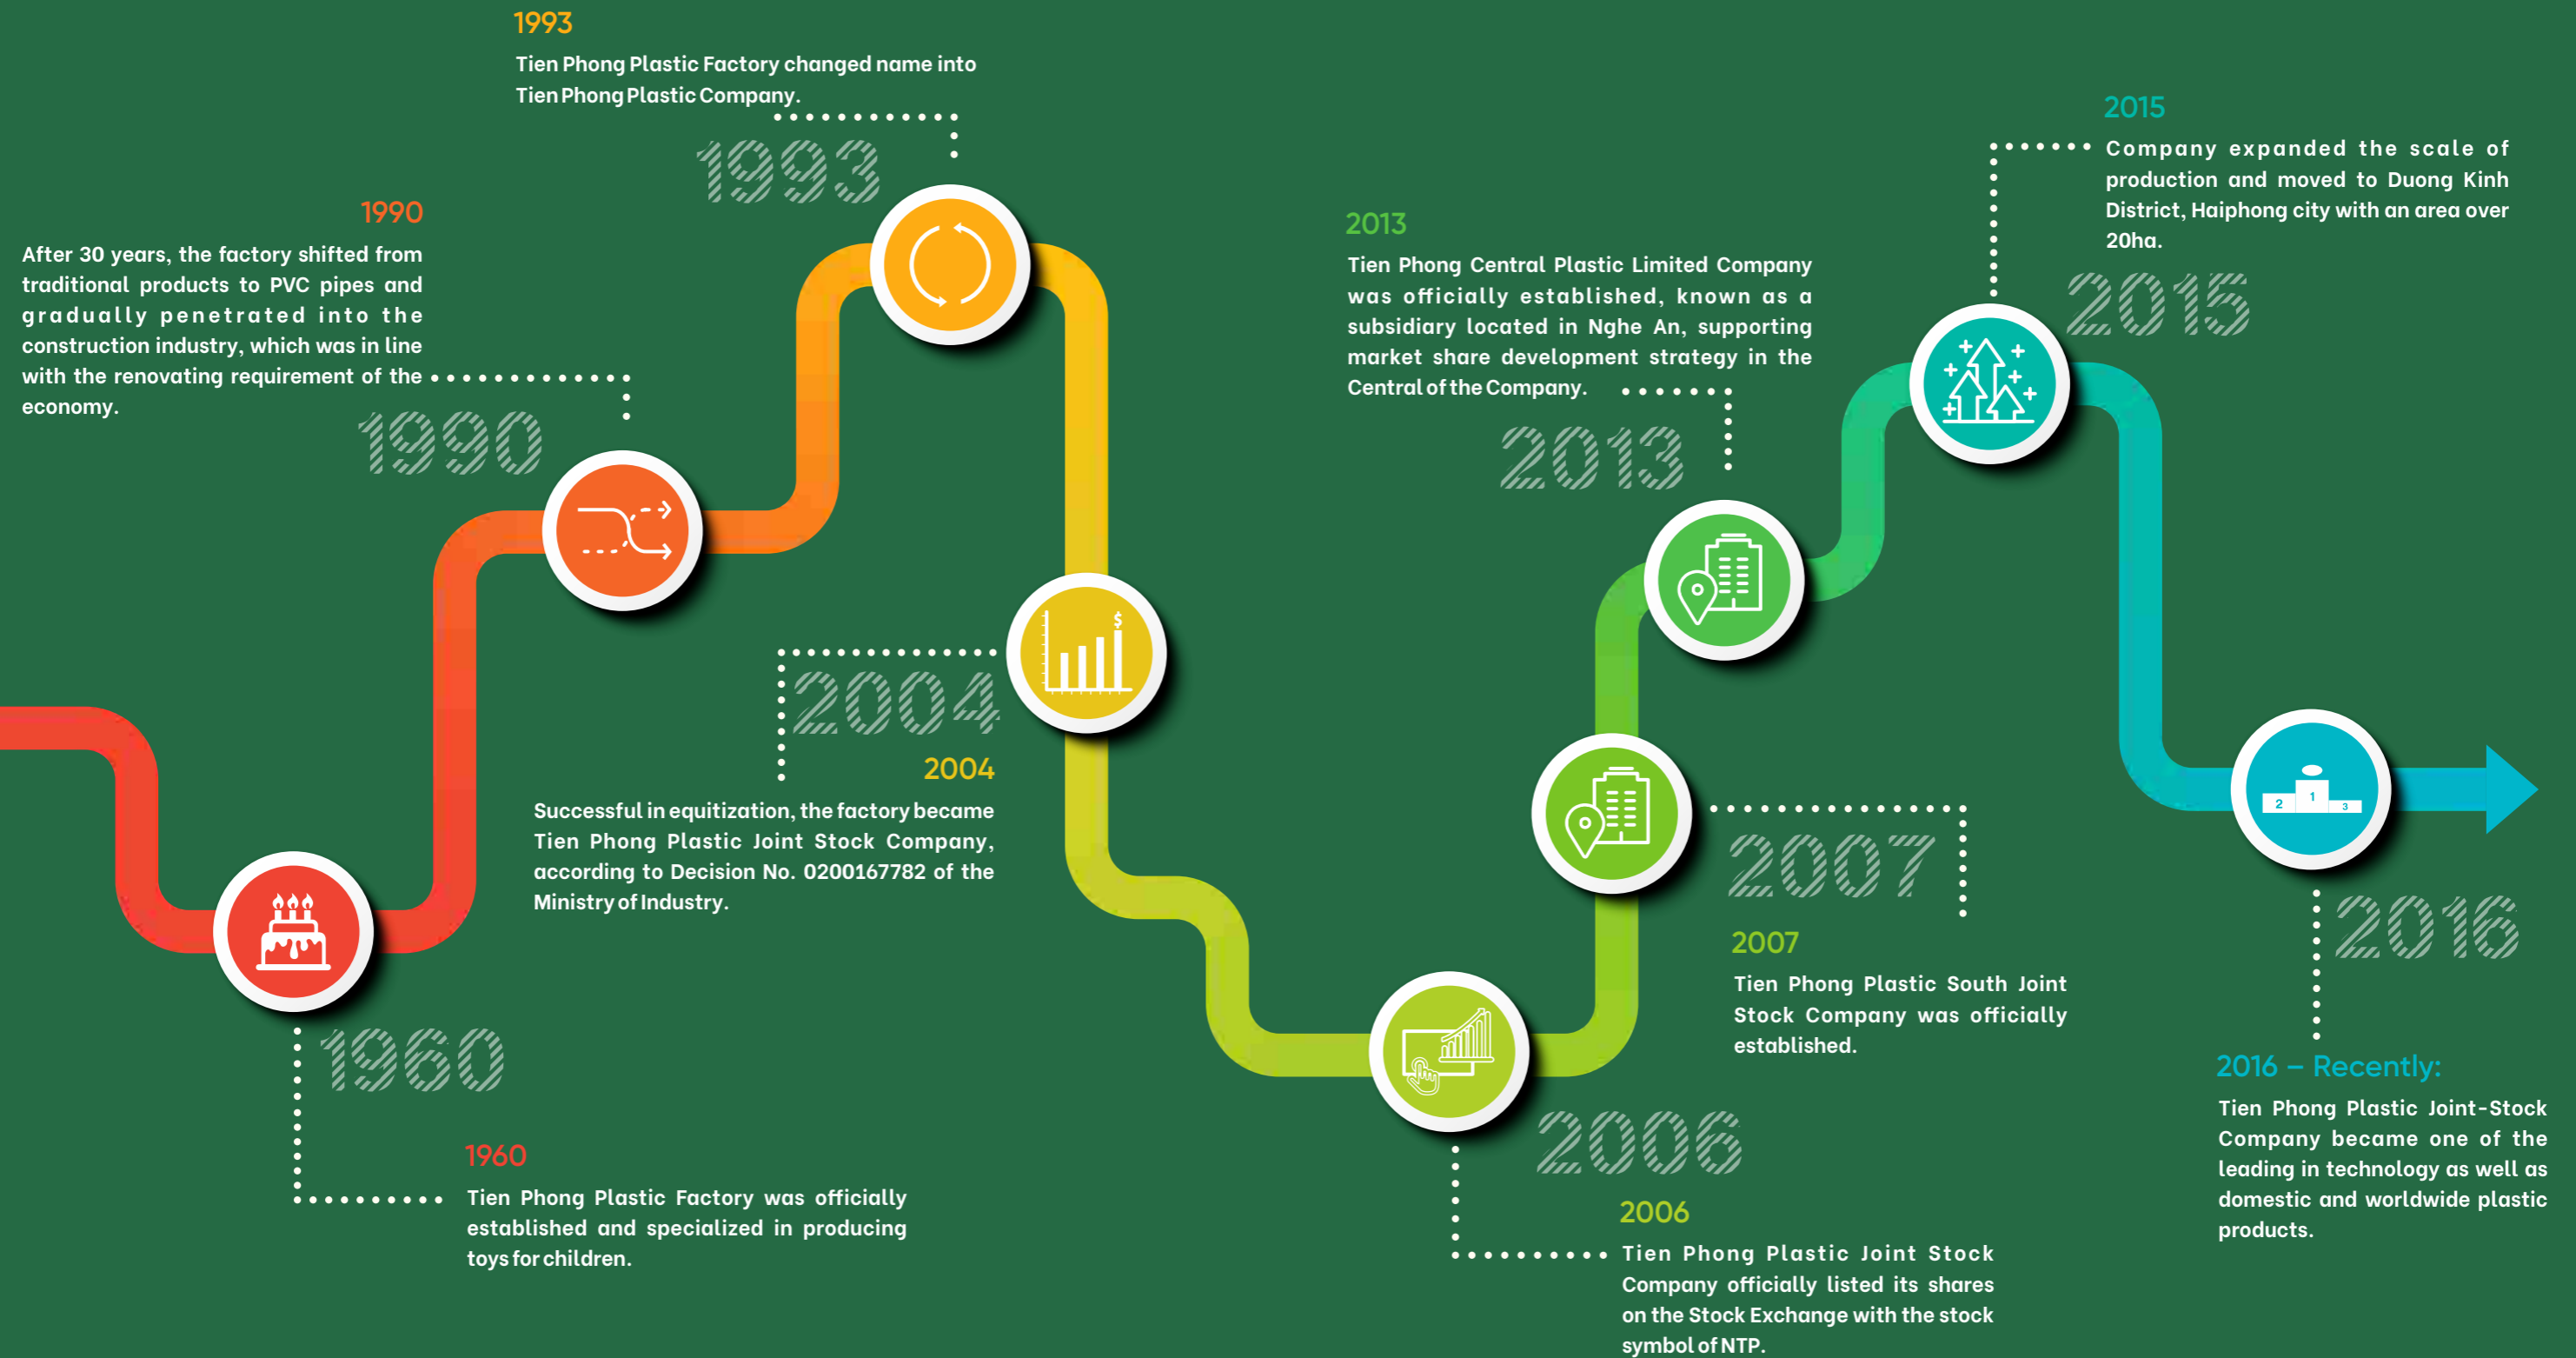 1960
1960
Tien Phong Plastic Factory was officially
established and specialized in producing
toys for children.
1990
After 30 years, the factory shifted from
traditional products to PVC pipes and
gradually penetrated into the
construction industry, which was in line
with the renovating requirement of the
economy.
1990
1993
Tien Phong Plastic Factory changed name into
Tien Phong Plastic Company.
1993
$
2004
2004
Successful in equitization, the factory became
Tien Phong Plastic Joint Stock Company,
according to Decision No. 0200167782 of the
Ministry of Industry.
2006
2006
Tien Phong Plastic Joint Stock
Company officially listed its shares
on the Stock Exchange with the stock
symbol of NTP.
2007
2007
Tien Phong Plastic South Joint
Stock Company was officially
established.
2013
Tien Phong Central Plastic Limited Company
was officially established, known as a
subsidiary located in Nghe An, supporting
market share development strategy in the
Central of the Company.
2013
2015
Company expanded the scale of
production and moved to Duong Kinh
District, Haiphong city with an area over
20ha.
2015
2 1 3
2016
2016 – Recently:
Tien Phong Plastic Joint-Stock
Company became one of the
leading in technology as well as
domestic and worldwide plastic
products.